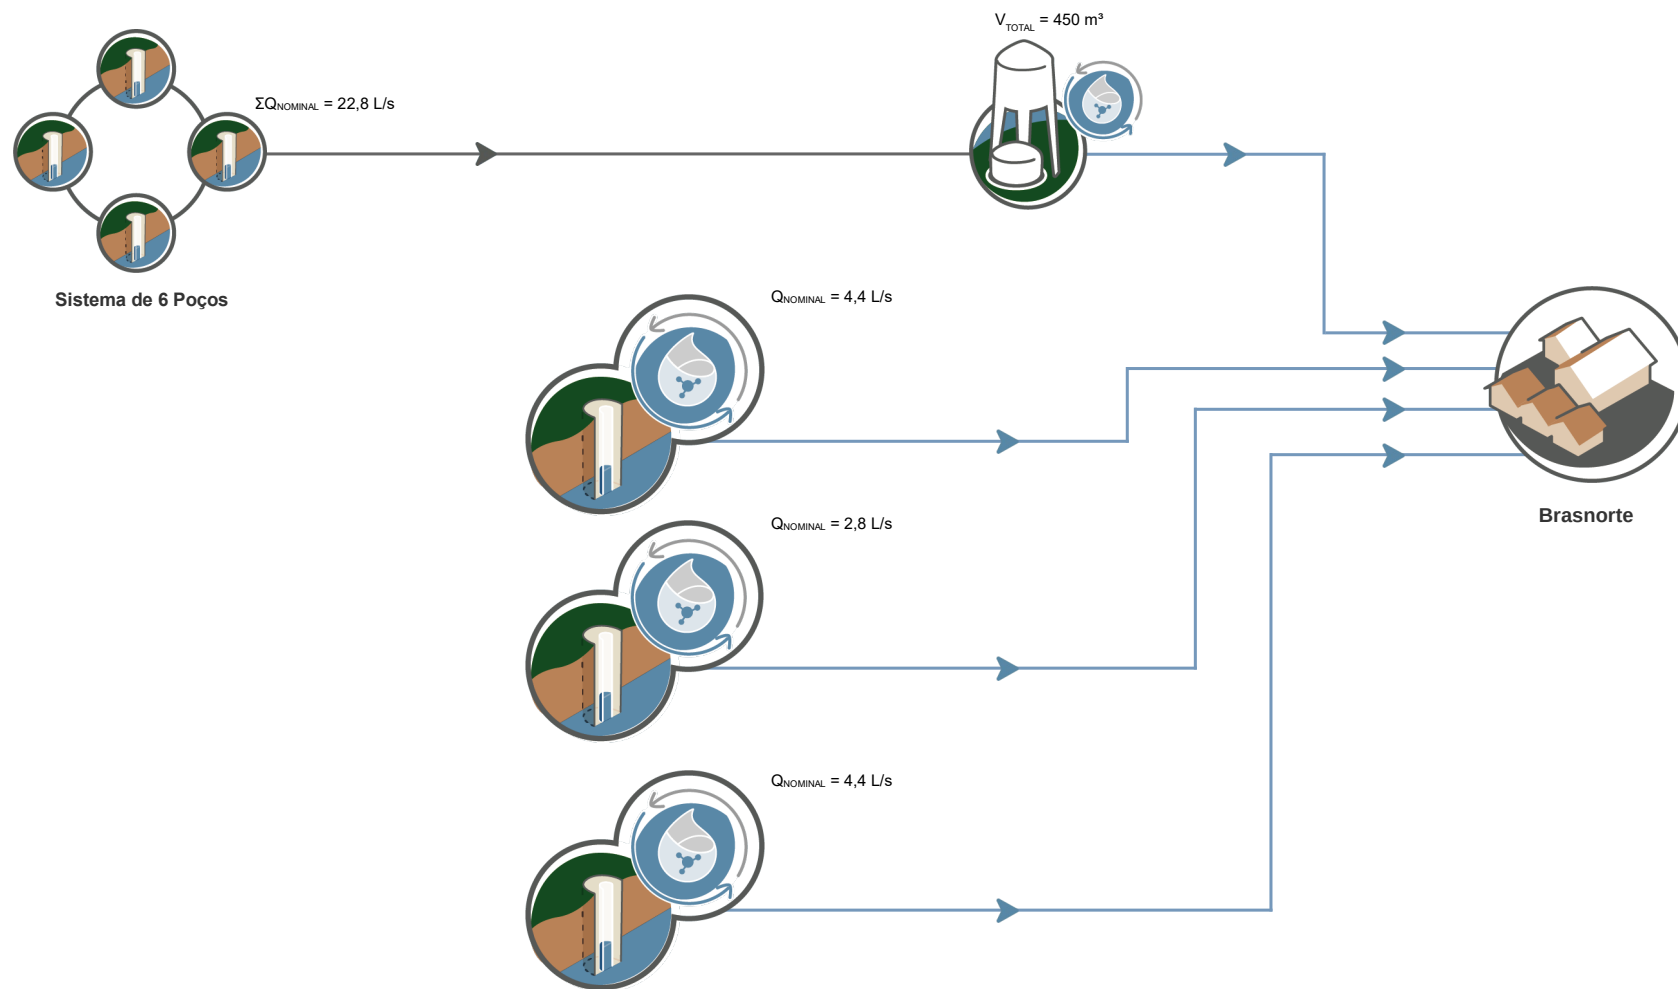 V_TOTAL = 450 m³
ΣQ_NOMINAL = 22,8 L/s
Sistema de 6 Poços
Q_NOMINAL = 4,4 L/s
Q_NOMINAL = 2,8 L/s
Brasnorte
Q_NOMINAL = 4,4 L/s